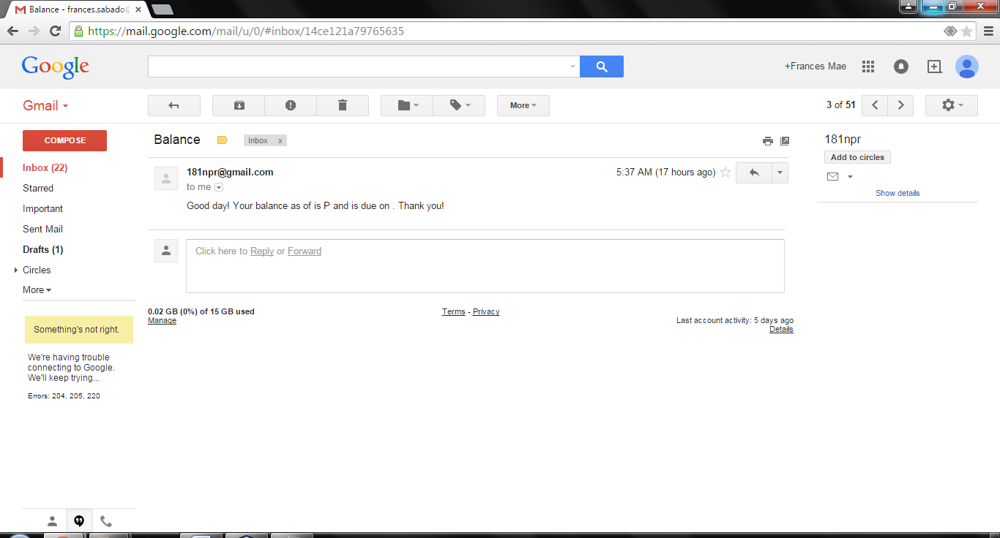 Balance - frances.sabado@
https://mail.google.com/mail/u/0/#inbox/14ce121a79765635
Google
+Frances Mae
Gmail
More
3 of 51
COMPOSE
Balance
Inbox x
181npr
Add to circles
Show details
Inbox (22)
Starred
Important
Sent Mail
Drafts (1)
Circles
More
181npr@gmail.com
5:37 AM (17 hours ago)
to me
Good day! Your balance as of is P and is due on . Thank you!
Click here to Reply or Forward
0.02 GB (0%) of 15 GB used
Manage
Terms - Privacy
Last account activity: 5 days ago
Details
Something's not right.
We're having trouble
connecting to Google.
We'll keep trying...
Errors: 204, 205, 220